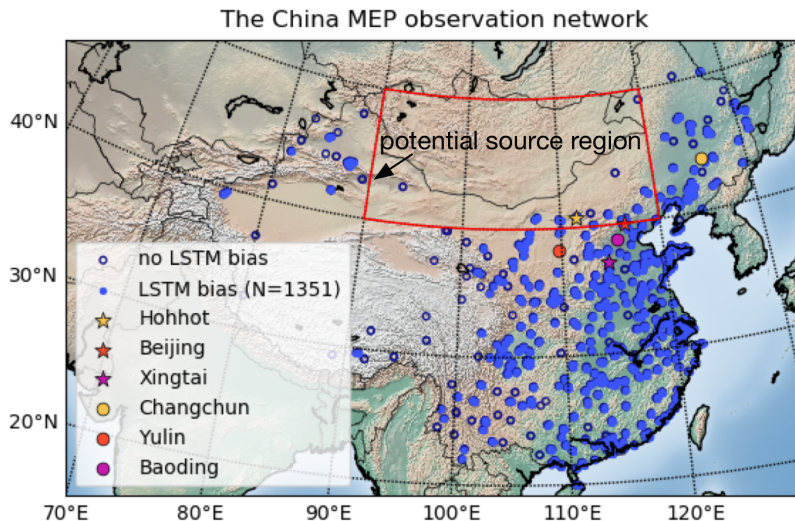 The China MEP observation network
40°N
30°N
20°N
potential source region
no LSTM bias
LSTM bias (N=1351)
Hohhot
Beijing
Xingtai
Changchun
Yulin
Baoding
70°E 80°E 90°E 100°E 110°E 120°E